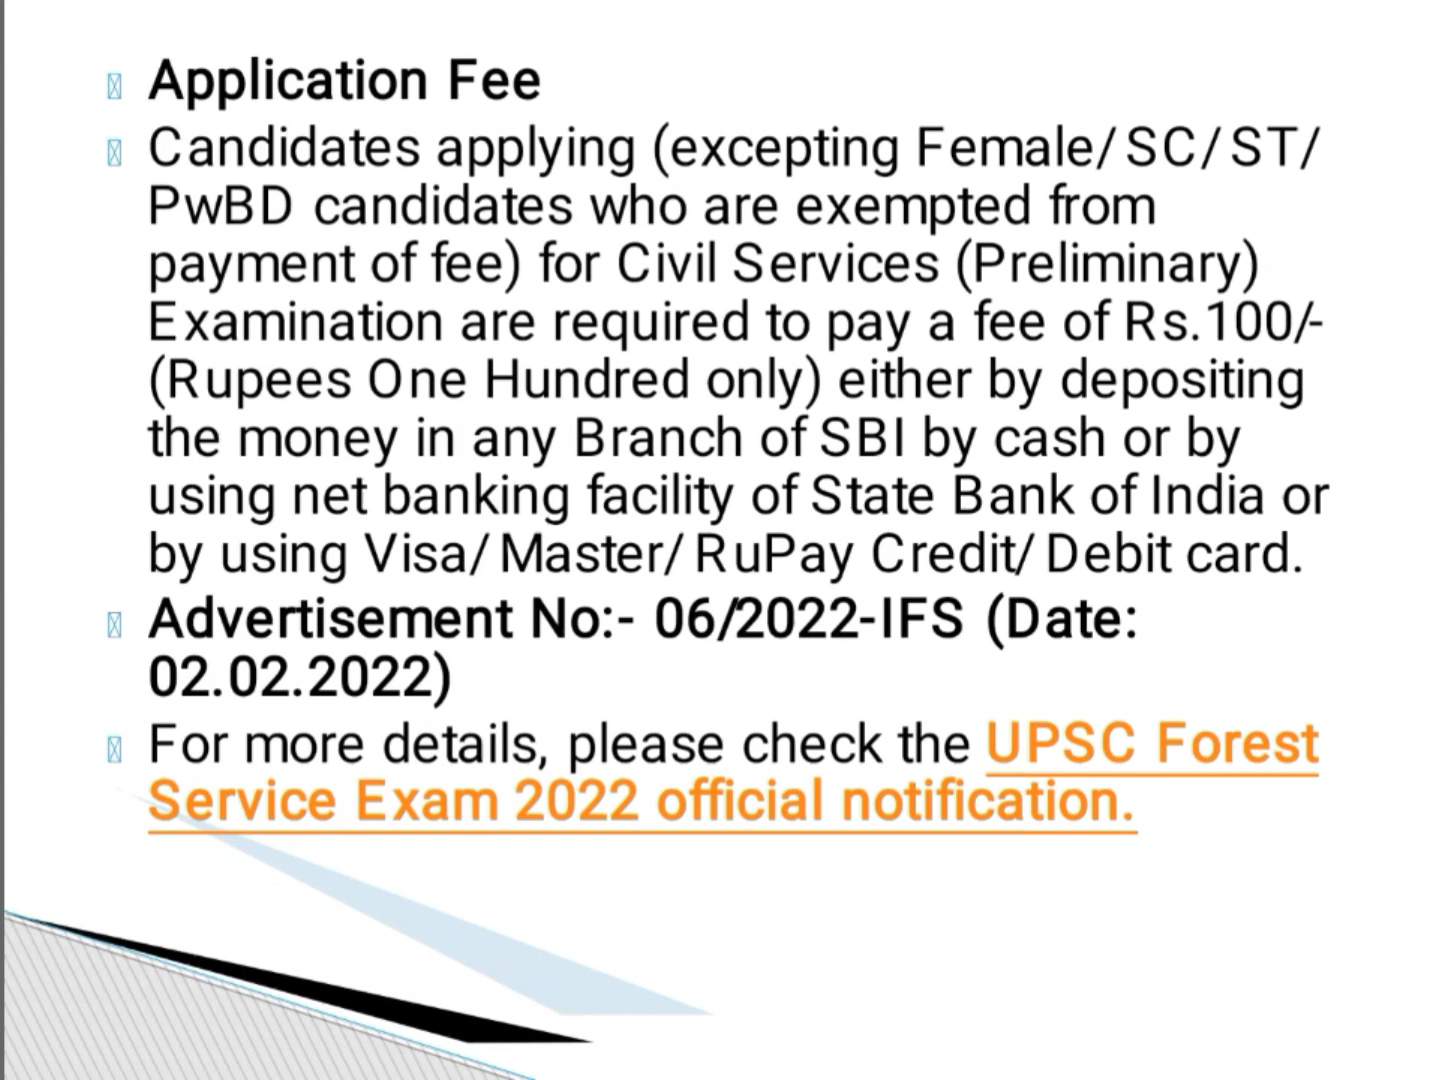 Application Fee
Candidates applying (excepting Female/SC/ST/
PwBD candidates who are exempted from
payment of fee) for Civil Services (Preliminary)
Examination are required to pay a fee of Rs.100/-
(Rupees One Hundred only) either by depositing
the money in any Branch of SBI by cash or by
using net banking facility of State Bank of India or
by using Visa/Master/RuPay Credit/Debit card.
Advertisement No:- 06/2022-IFS (Date:
02.02.2022)
For more details, please check the UPSC Forest
Service Exam 2022 official notification.